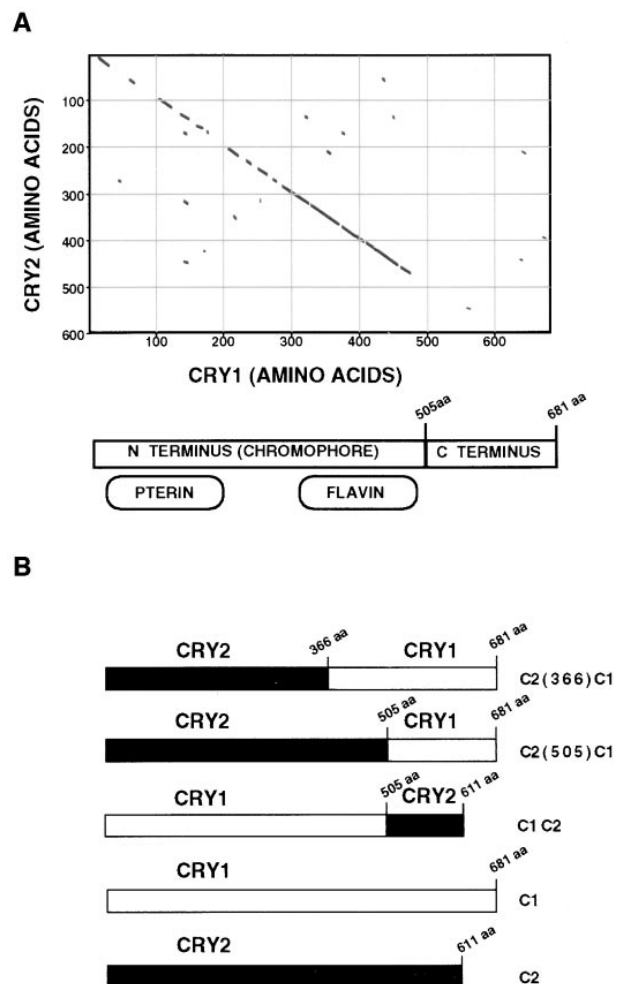 A
CRY2 (AMINO ACIDS)
100
200
300
400
500
600
100 200 300 400 500 600
CRY1 (AMINO ACIDS)
505aa 681 aa
N TERMINUS (CHROMOPHORE) C TERMINUS
PTERIN FLAVIN
B
CRY2 366 aa CRY1 681 aa
C2(366)C1
CRY2 505 aa CRY1 681 aa
C2(505)C1
CRY1 505 aa CRY2 611 aa
C1C2
CRY1 681 aa
C1
CRY2 611 aa
C2